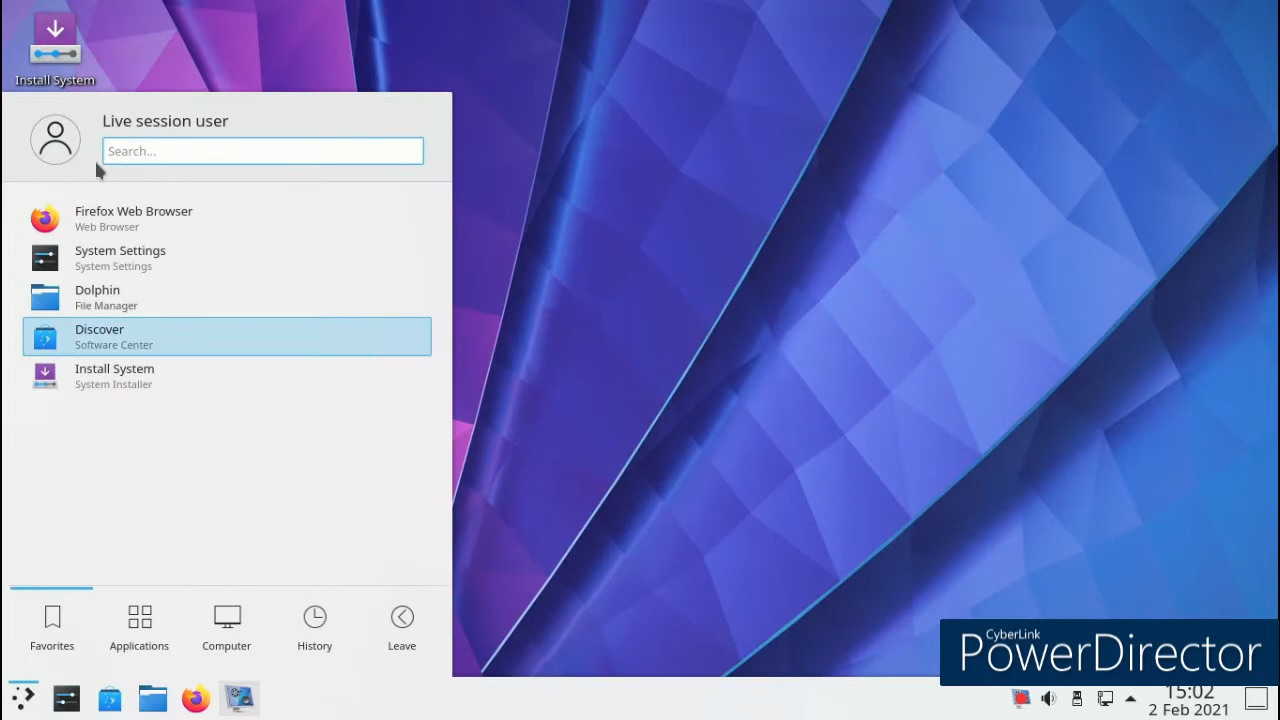 Install System
Live session user
Search...
Firefox Web Browser
Web Browser
System Settings
System Settings
Dolphin
File Manager
Discover
Software Center
Install System
System Installer
Favorites
Applications
Computer
History
Leave
CyberLink
PowerDirector
15:02
2 Feb 2021